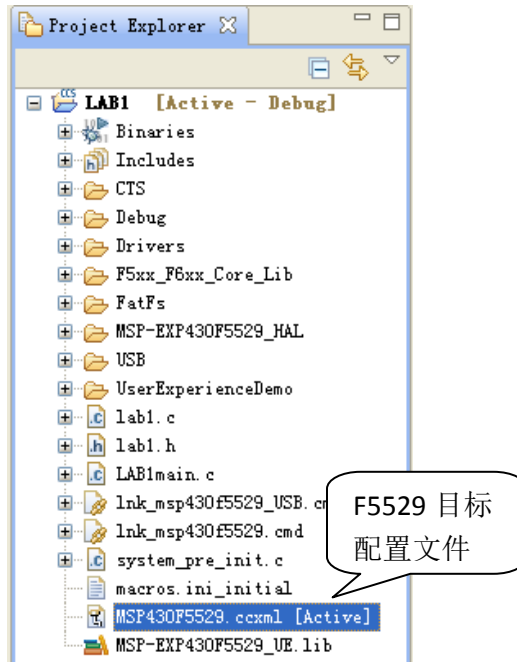 Project Explorer
LAB1 [Active - Debug]
Binaries
Includes
CTS
Debug
Drivers
F5xx_F6xx_Core_Lib
FatFs
MSP-EXP430F5529_HAL
USB
UserExperienceDemo
lab1.c
lab1.h
LAB1main.c
lnk_msp430f5529_USB.cm
lnk_msp430f5529.cmd
system_pre_init.c
macros.ini_initial
MSP430F5529.ccxml [Active]
MSP-EXP430F5529_UE.lib
F5529 目标
配置文件